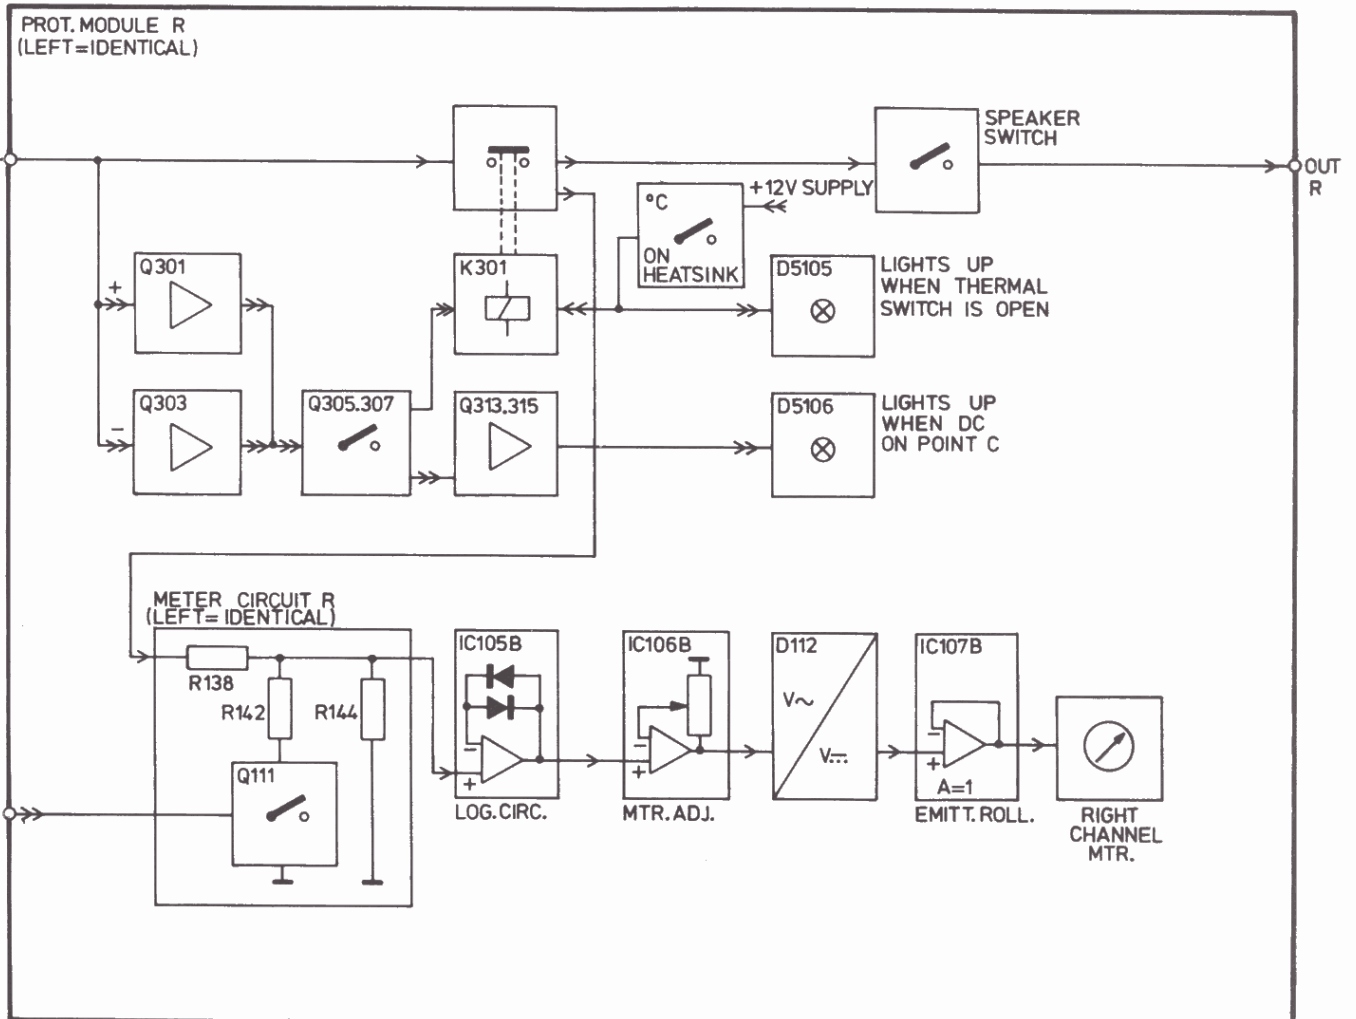 PROT. MODULE R
(LEFT=IDENTICAL)
SPEAKER
SWITCH
OUT
R
+12V SUPPLY
°C
ON
HEATSINK
Q301
+
K301
D5105
LIGHTS UP
WHEN THERMAL
SWITCH IS OPEN
Q303
−
Q305.307
Q313.315
D5106
LIGHTS UP
WHEN DC
ON POINT C
METER CIRCUIT R
(LEFT= IDENTICAL)
R138
R142
R144
Q111
IC105B
−
+
LOG.CIRC.
IC106B
−
+
MTR. ADJ.
D112
V~
V⎓
IC107B
−
+
A=1
EMITT. ROLL.
RIGHT
CHANNEL
MTR.